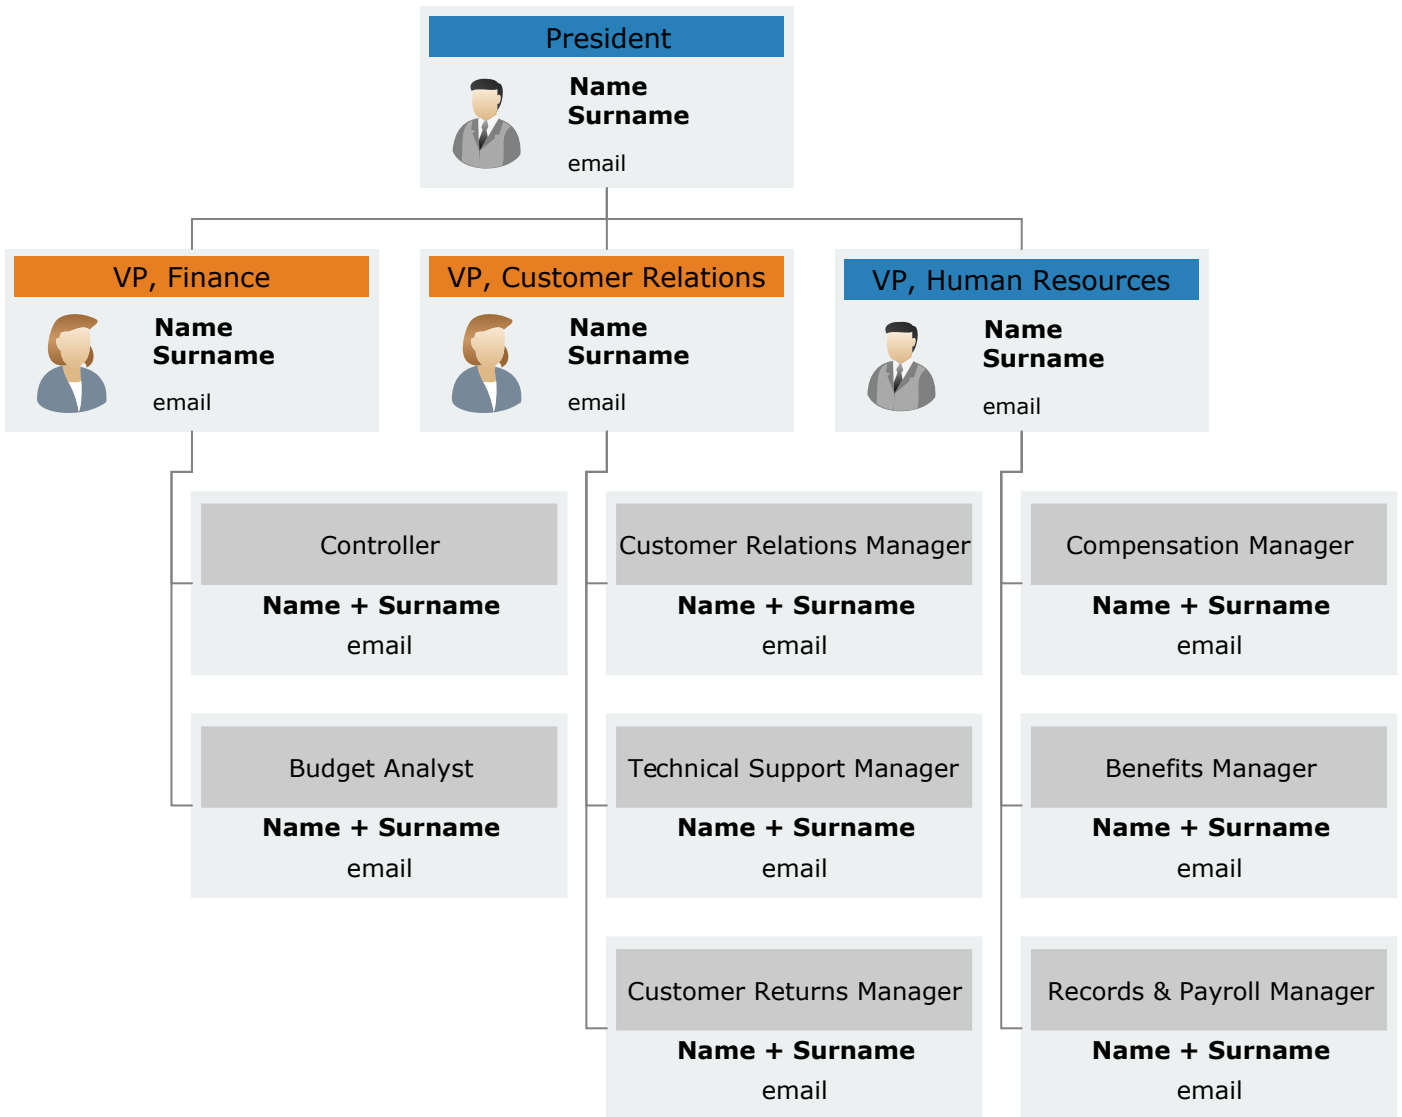 President
Name
Surname
email
VP, Finance
Name
Surname
email
VP, Customer Relations
Name
Surname
email
VP, Human Resources
Name
Surname
email
Controller
Name + Surname
email
Budget Analyst
Name + Surname
email
Customer Relations Manager
Name + Surname
email
Technical Support Manager
Name + Surname
email
Customer Returns Manager
Name + Surname
email
Compensation Manager
Name + Surname
email
Benefits Manager
Name + Surname
email
Records & Payroll Manager
Name + Surname
email